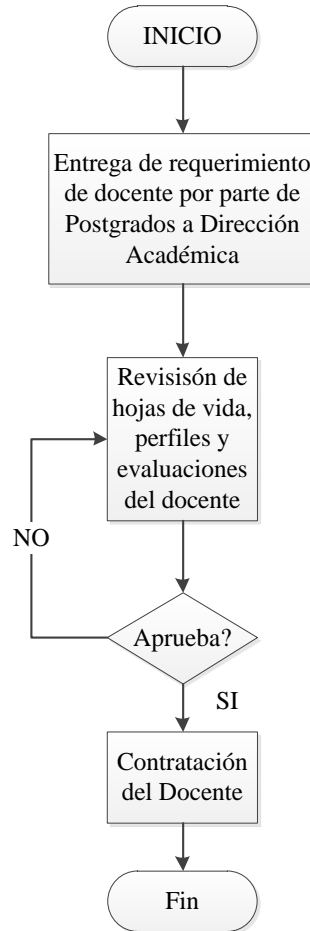 INICIO
Entrega de requerimiento
de docente por parte de
Postgrados a Dirección
Académica
Revisisón de
hojas de vida,
perfiles y
evaluaciones
del docente
NO
Aprueba?
SI
Contratación
del Docente
Fin